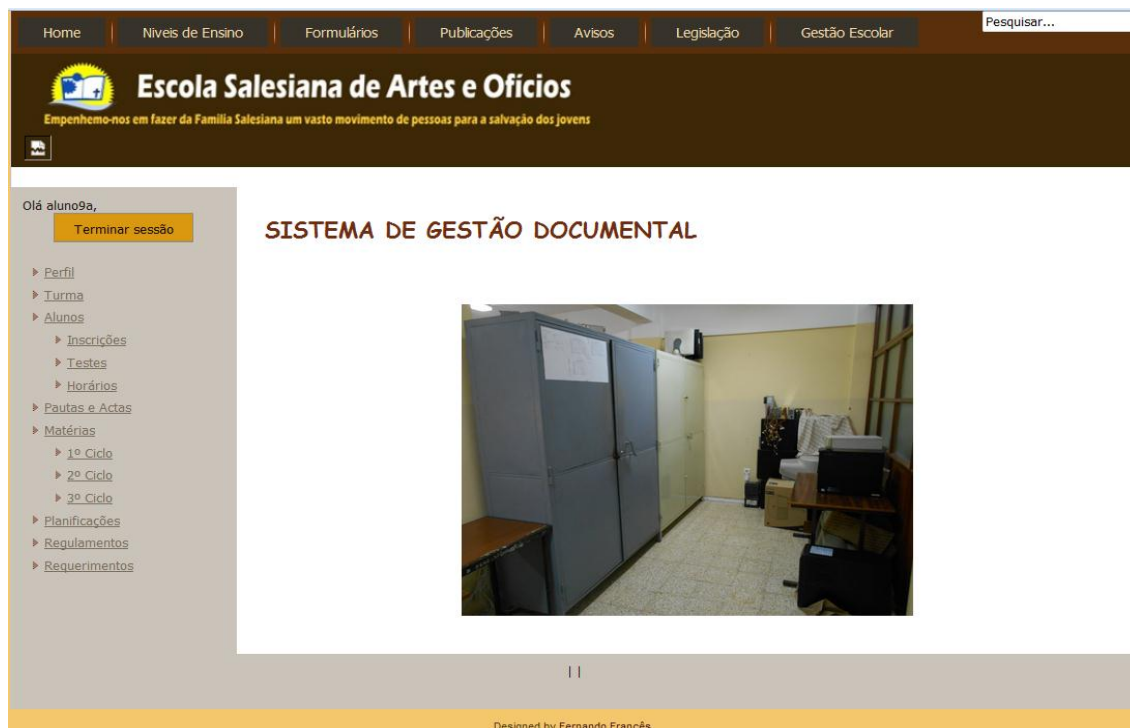 Home Niveis de Ensino Formulários Publicações Avisos Legislação Gestão Escolar Pesquisar...
Escola Salesiana de Artes e Ofícios
Empenhemo-nos em fazer da Família Salesiana um vasto movimento de pessoas para a salvação dos jovens
Olá aluno9a,
Terminar sessão
SISTEMA DE GESTÃO DOCUMENTAL
Perfil
Turma
Alunos
Inscrições
Testes
Horários
Pautas e Actas
Matérias
1º Ciclo
2º Ciclo
3º Ciclo
Planificações
Regulamentos
Requerimentos
| |
Designed by Fernando Francês